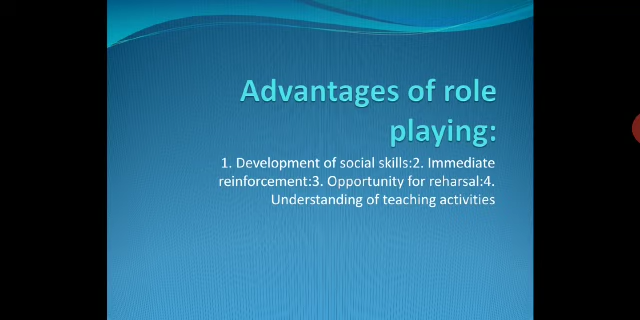 Advantages of role
playing:
1. Development of social skills:2. Immediate
reinforcement:3. Opportunity for reharsal:4.
Understanding of teaching activities